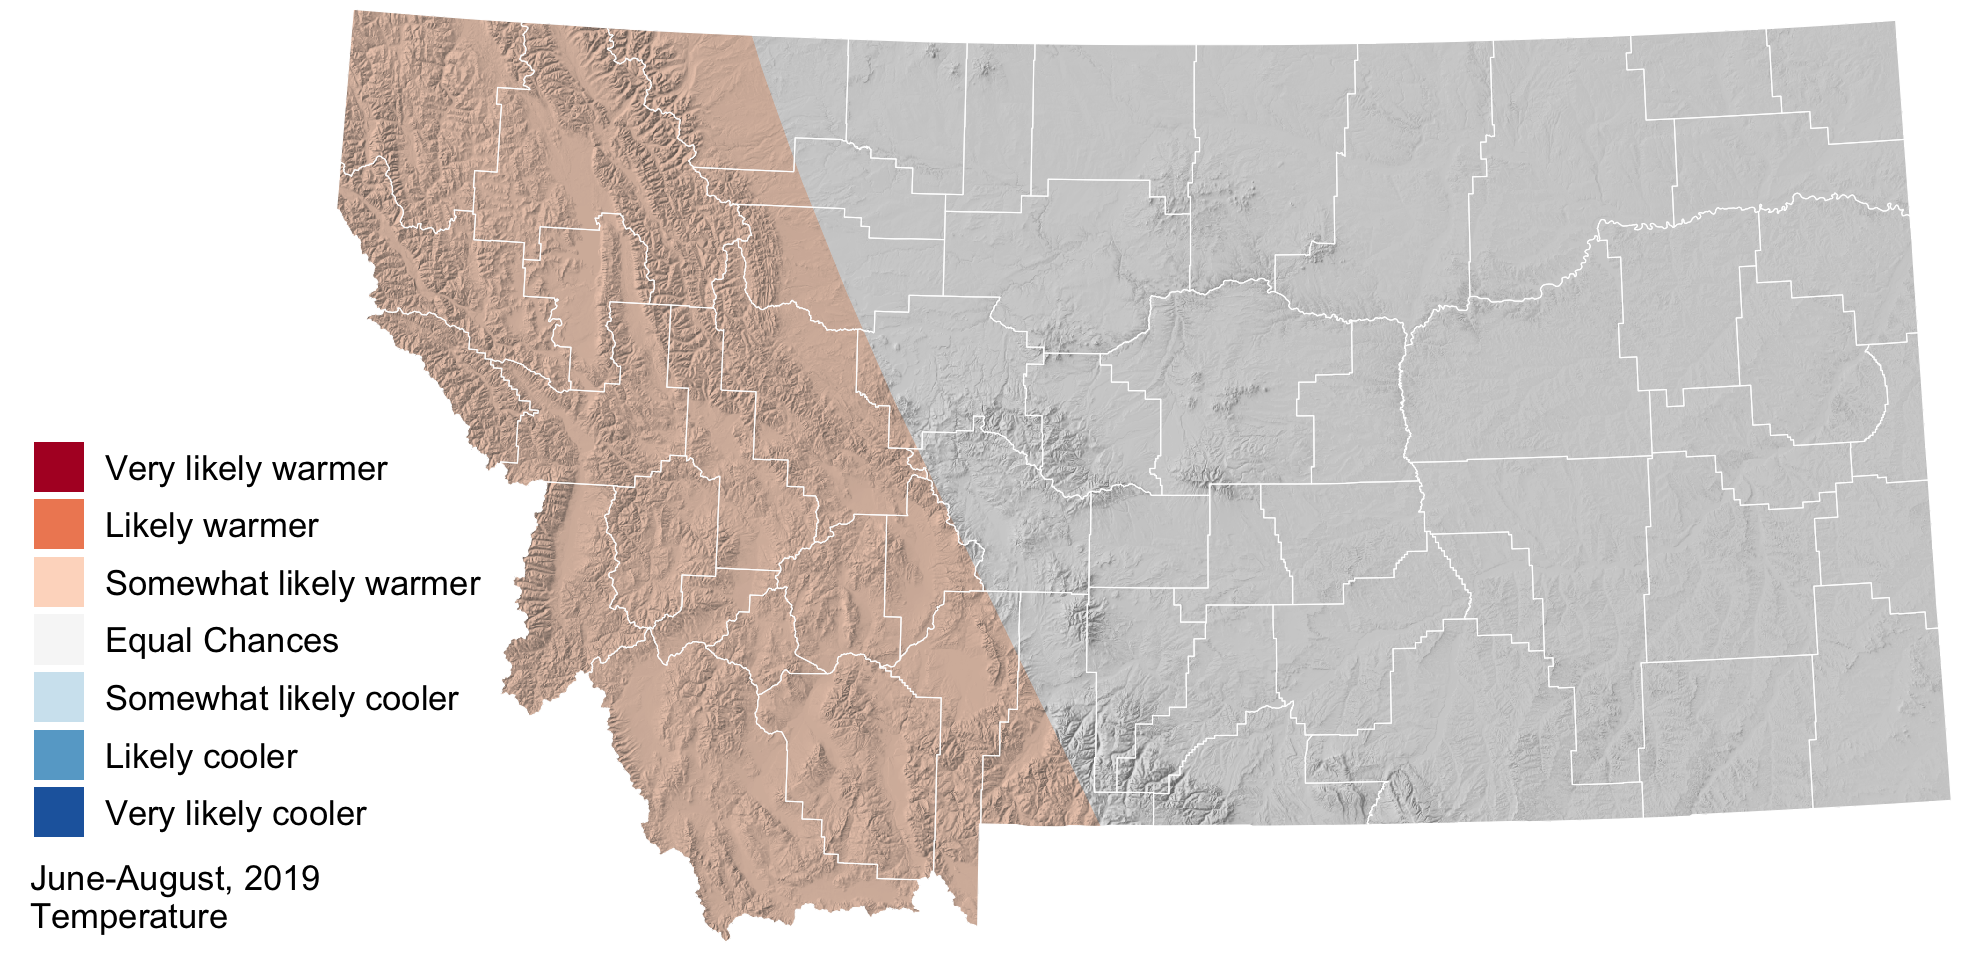 Very likely warmer
Likely warmer
Somewhat likely warmer
Equal Chances
Somewhat likely cooler
Likely cooler
Very likely cooler
June-August, 2019
Temperature